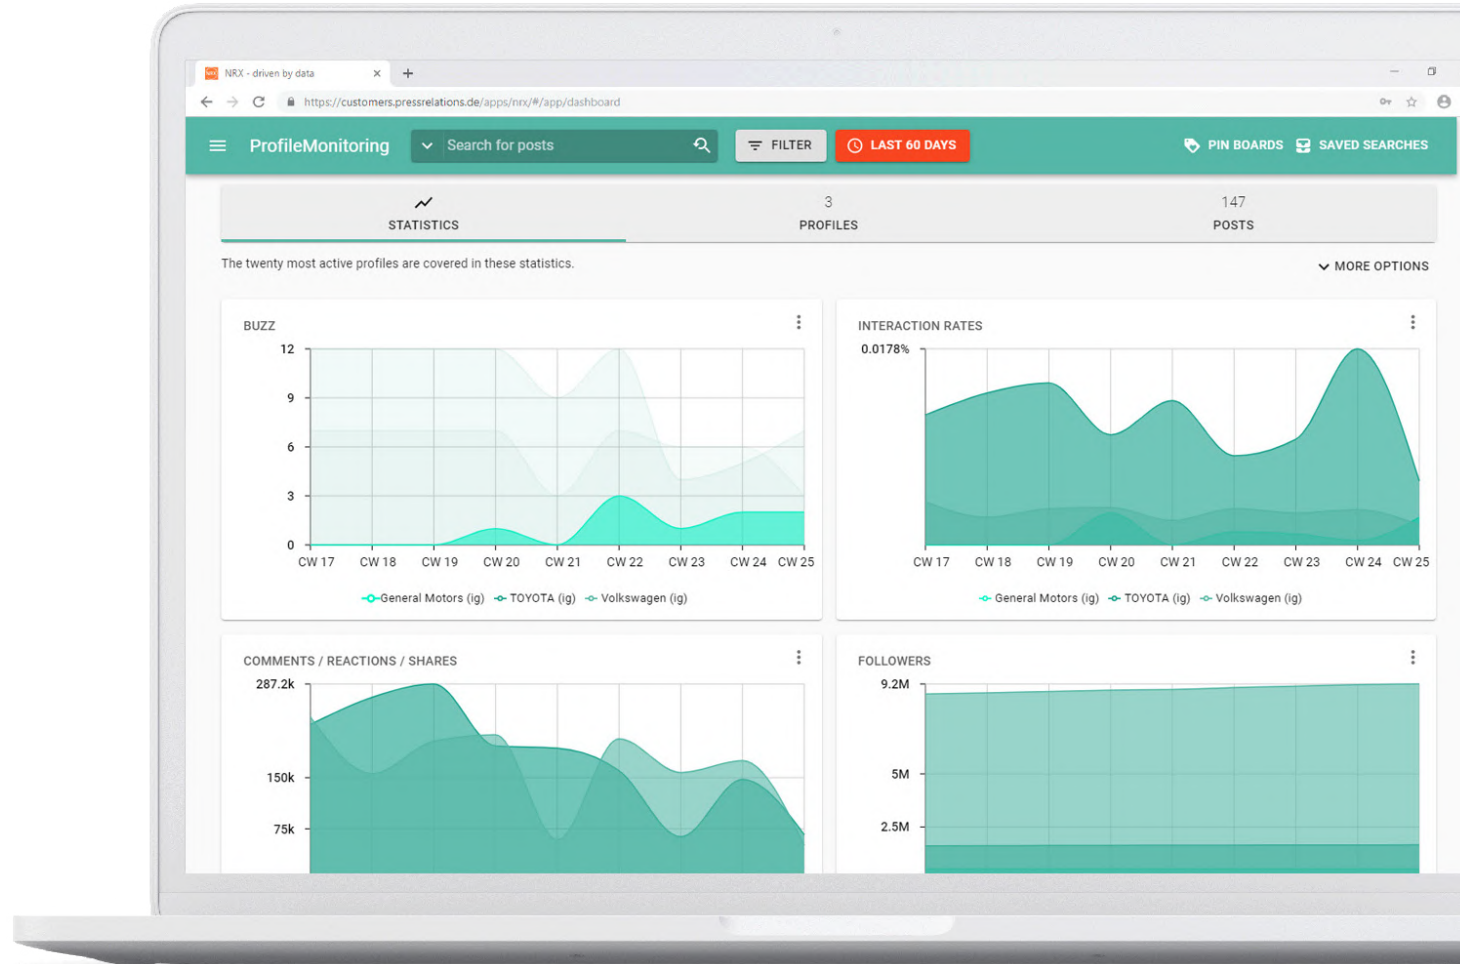 NRX - driven by data
https://customers.pressrelations.de/apps/nrx/#/app/dashboard
ProfileMonitoring
Search for posts
FILTER
LAST 60 DAYS
PIN BOARDS
SAVED SEARCHES
STATISTICS
3
PROFILES
147
POSTS
The twenty most active profiles are covered in these statistics.
MORE OPTIONS
BUZZ
12
9
6
3
0
CW 17 CW 18 CW 19 CW 20 CW 21 CW 22 CW 23 CW 24 CW 25
General Motors (ig) TOYOTA (ig) Volkswagen (ig)
INTERACTION RATES
0.0178%
CW 17 CW 18 CW 19 CW 20 CW 21 CW 22 CW 23 CW 24 CW 25
General Motors (ig) TOYOTA (ig) Volkswagen (ig)
COMMENTS / REACTIONS / SHARES
287.2k
150k
75k
FOLLOWERS
9.2M
5M
2.5M